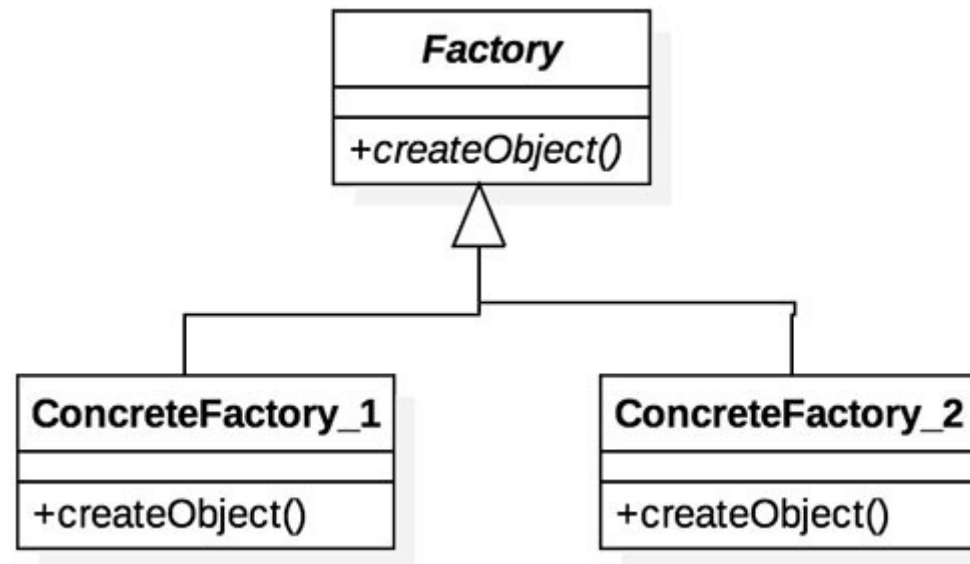 Factory
+createObject()
ConcreteFactory_1
+createObject()
ConcreteFactory_2
+createObject()